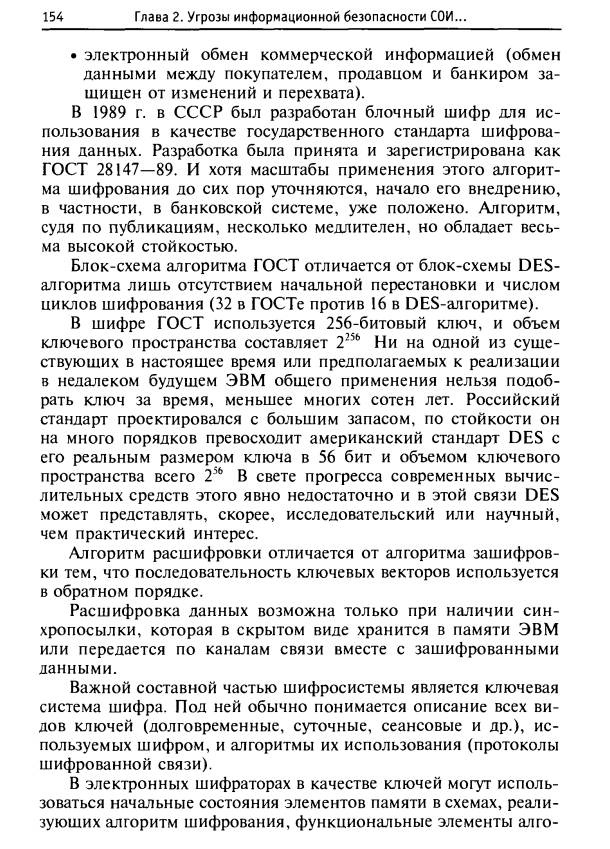 154 Глава 2. Угрозы информационной безопасности СОИ...
• электронный обмен коммерческой информацией (обмен
данными между покупателем, продавцом и банкиром за-
щищен от изменений и перехвата).
В 1989 г. в СССР был разработан блочный шифр для ис-
пользования в качестве государственного стандарта шифрова-
ния данных. Разработка была принята и зарегистрирована как
ГОСТ 28147—89. И хотя масштабы применения этого алгорит-
ма шифрования до сих пор уточняются, начало его внедрению,
в частности, в банковской системе, уже положено. Алгоритм,
судя по публикациям, несколько медлителен, но обладает весь-
ма высокой стойкостью.
Блок-схема алгоритма ГОСТ отличается от блок-схемы DES-
алгоритма лишь отсутствием начальной перестановки и числом
циклов шифрования (32 в ГОСТе против 16 в DES-алгоритме).
В шифре ГОСТ используется 256-битовый ключ, и объем
ключевого пространства составляет 2²⁵⁶ Ни на одной из суще-
ствующих в настоящее время или предполагаемых к реализации
в недалеком будущем ЭВМ общего применения нельзя подоб-
рать ключ за время, меньшее многих сотен лет. Российский
стандарт проектировался с большим запасом, по стойкости он
на много порядков превосходит американский стандарт DES с
его реальным размером ключа в 56 бит и объемом ключевого
пространства всего 2⁵⁶ В свете прогресса современных вычис-
лительных средств этого явно недостаточно и в этой связи DES
может представлять, скорее, исследовательский или научный,
чем практический интерес.
Алгоритм расшифровки отличается от алгоритма зашифров-
ки тем, что последовательность ключевых векторов используется
в обратном порядке.
Расшифровка данных возможна только при наличии син-
хропосылки, которая в скрытом виде хранится в памяти ЭВМ
или передается по каналам связи вместе с зашифрованными
данными.
Важной составной частью шифросистемы является ключевая
система шифра. Под ней обычно понимается описание всех ви-
дов ключей (долговременные, суточные, сеансовые и др.), ис-
пользуемых шифром, и алгоритмы их использования (протоколы
шифрованной связи).
В электронных шифраторах в качестве ключей могут исполь-
зоваться начальные состояния элементов памяти в схемах, реали-
зующих алгоритм шифрования, функциональные элементы алго-